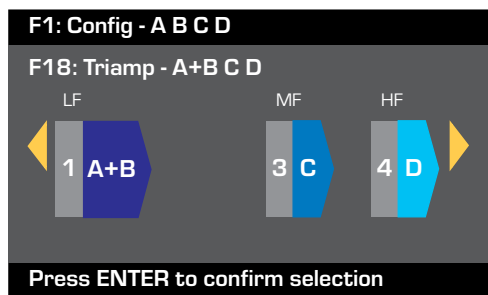 F1: Config - A B C D
F18: Triamp - A+B C D
LF MF HF
1 A+B 3 C 4 D
Press ENTER to confirm selection